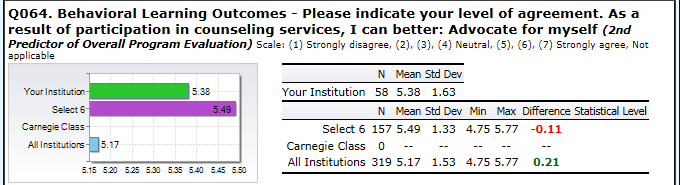 Q064. Behavioral Learning Outcomes - Please indicate your level of agreement. As a
result of participation in counseling services, I can better: Advocate for myself (2nd
Predictor of Overall Program Evaluation) Scale: (1) Strongly disagree, (2), (3), (4) Neutral, (5), (6), (7) Strongly agree, Not
applicable
Your Institution 5.38
Select 6 5.49
Carnegie Class
All Institutions 5.17
5.15 5.20 5.25 5.30 5.35 5.40 5.45 5.50
N Mean Std Dev
Your Institution 58 5.38 1.63
N Mean Std Dev Min Max Difference Statistical Level
Select 6 157 5.49 1.33 4.75 5.77 -0.11
Carnegie Class 0 -- -- -- -- --
All Institutions 319 5.17 1.53 4.75 5.77 0.21